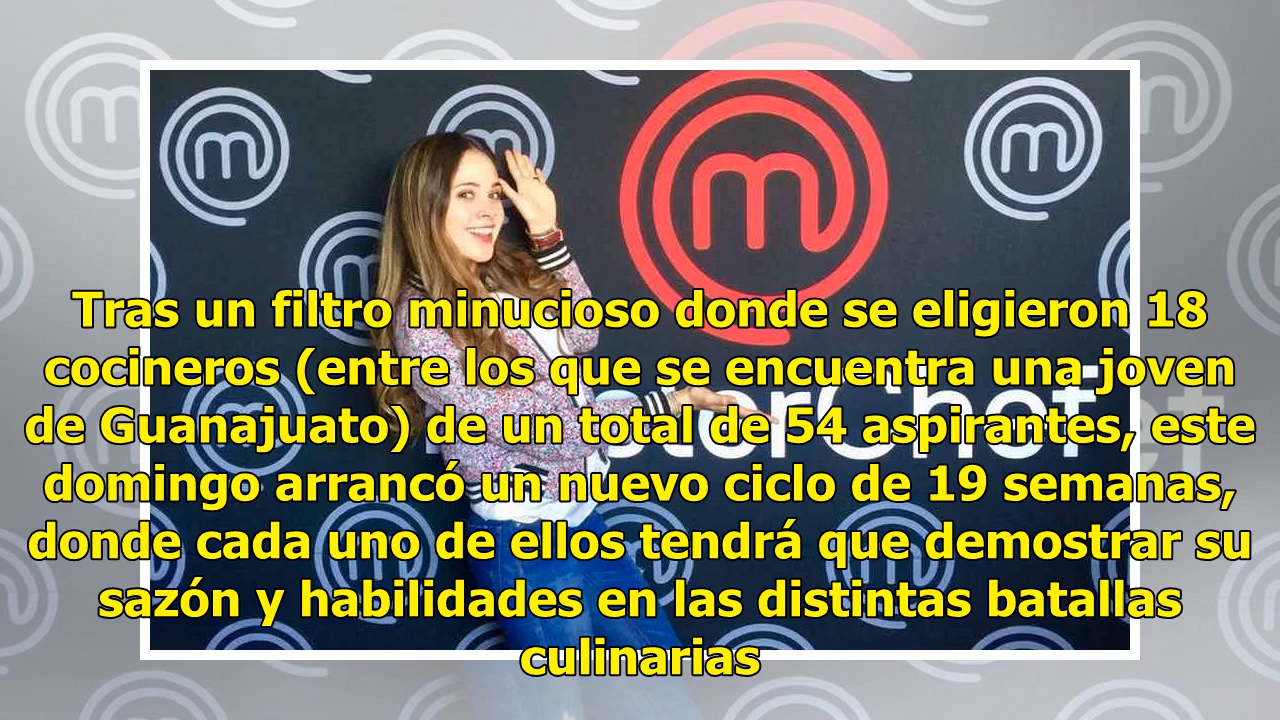 Tras un filtro minucioso donde se eligieron 18
cocineros (entre los que se encuentra una joven
de Guanajuato) de un total de 54 aspirantes, este
domingo arrancó un nuevo ciclo de 19 semanas,
donde cada uno de ellos tendrá que demostrar su
sazón y habilidades en las distintas batallas
culinarias